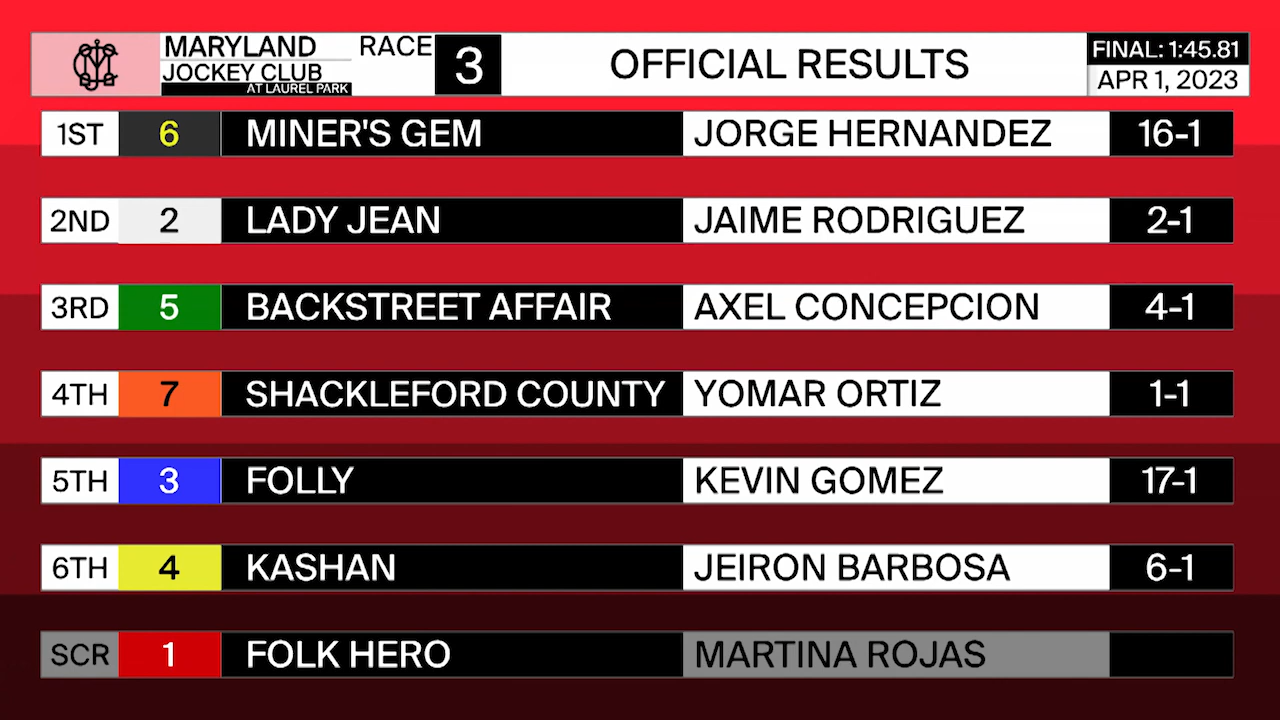 MARYLAND
JOCKEY CLUB
AT LAUREL PARK
RACE 3
OFFICIAL RESULTS
FINAL: 1:45.81
APR 1, 2023
1ST 6 MINER'S GEM JORGE HERNANDEZ 16-1
2ND 2 LADY JEAN JAIME RODRIGUEZ 2-1
3RD 5 BACKSTREET AFFAIR AXEL CONCEPCION 4-1
4TH 7 SHACKLEFORD COUNTY YOMAR ORTIZ 1-1
5TH 3 FOLLY KEVIN GOMEZ 17-1
6TH 4 KASHAN JEIRON BARBOSA 6-1
SCR 1 FOLK HERO MARTINA ROJAS